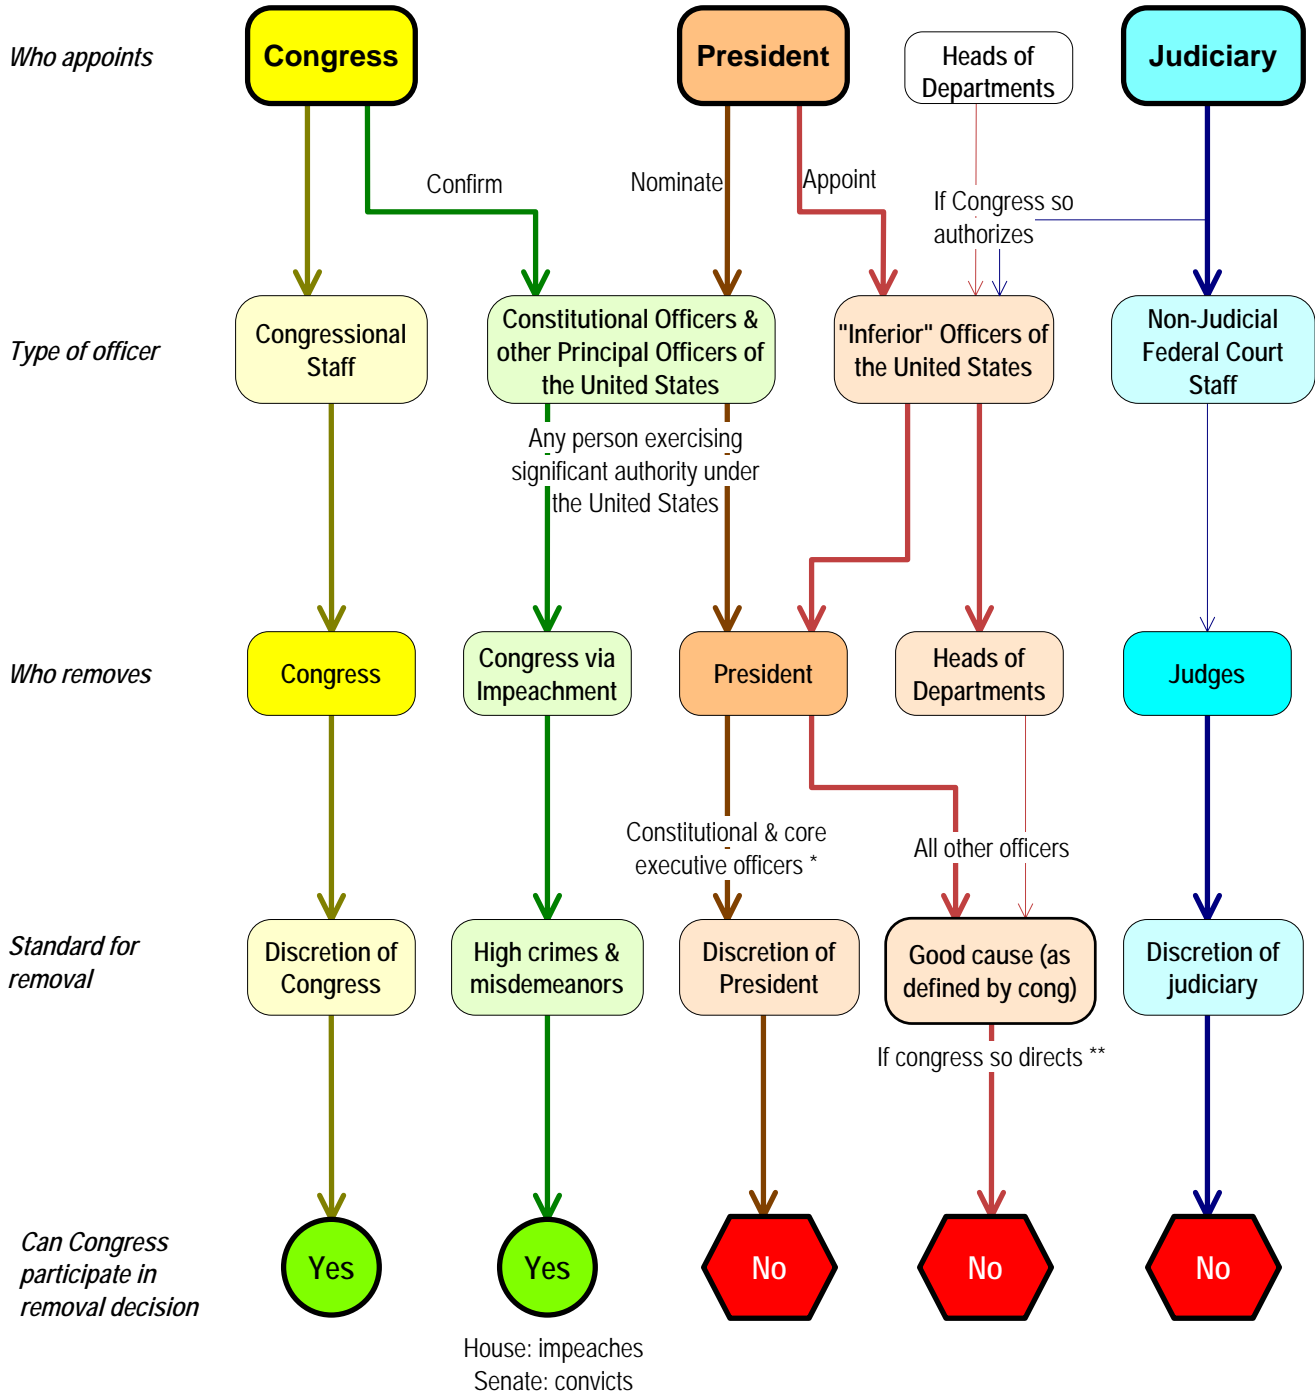 Who appoints
Congress
President
Heads of
Departments
Judiciary
Confirm
Nominate
Appoint
If Congress so
authorizes
Type of officer
Congressional
Staff
Constitutional Officers &
other Principal Officers of
the United States
"Inferior" Officers of
the United States
Non-Judicial
Federal Court
Staff
Any person exercising
significant authority under
the United States
Who removes
Congress
Congress via
Impeachment
President
Heads of
Departments
Judges
Constitutional & core
executive officers *
All other officers
Standard for
removal
Discretion of
Congress
High crimes &
misdemeanors
Discretion of
President
Good cause (as
defined by cong)
Discretion of
judiciary
If congress so directs **
Can Congress
participate in
removal decision
Yes
Yes
No
No
No
House: impeaches
Senate: convicts